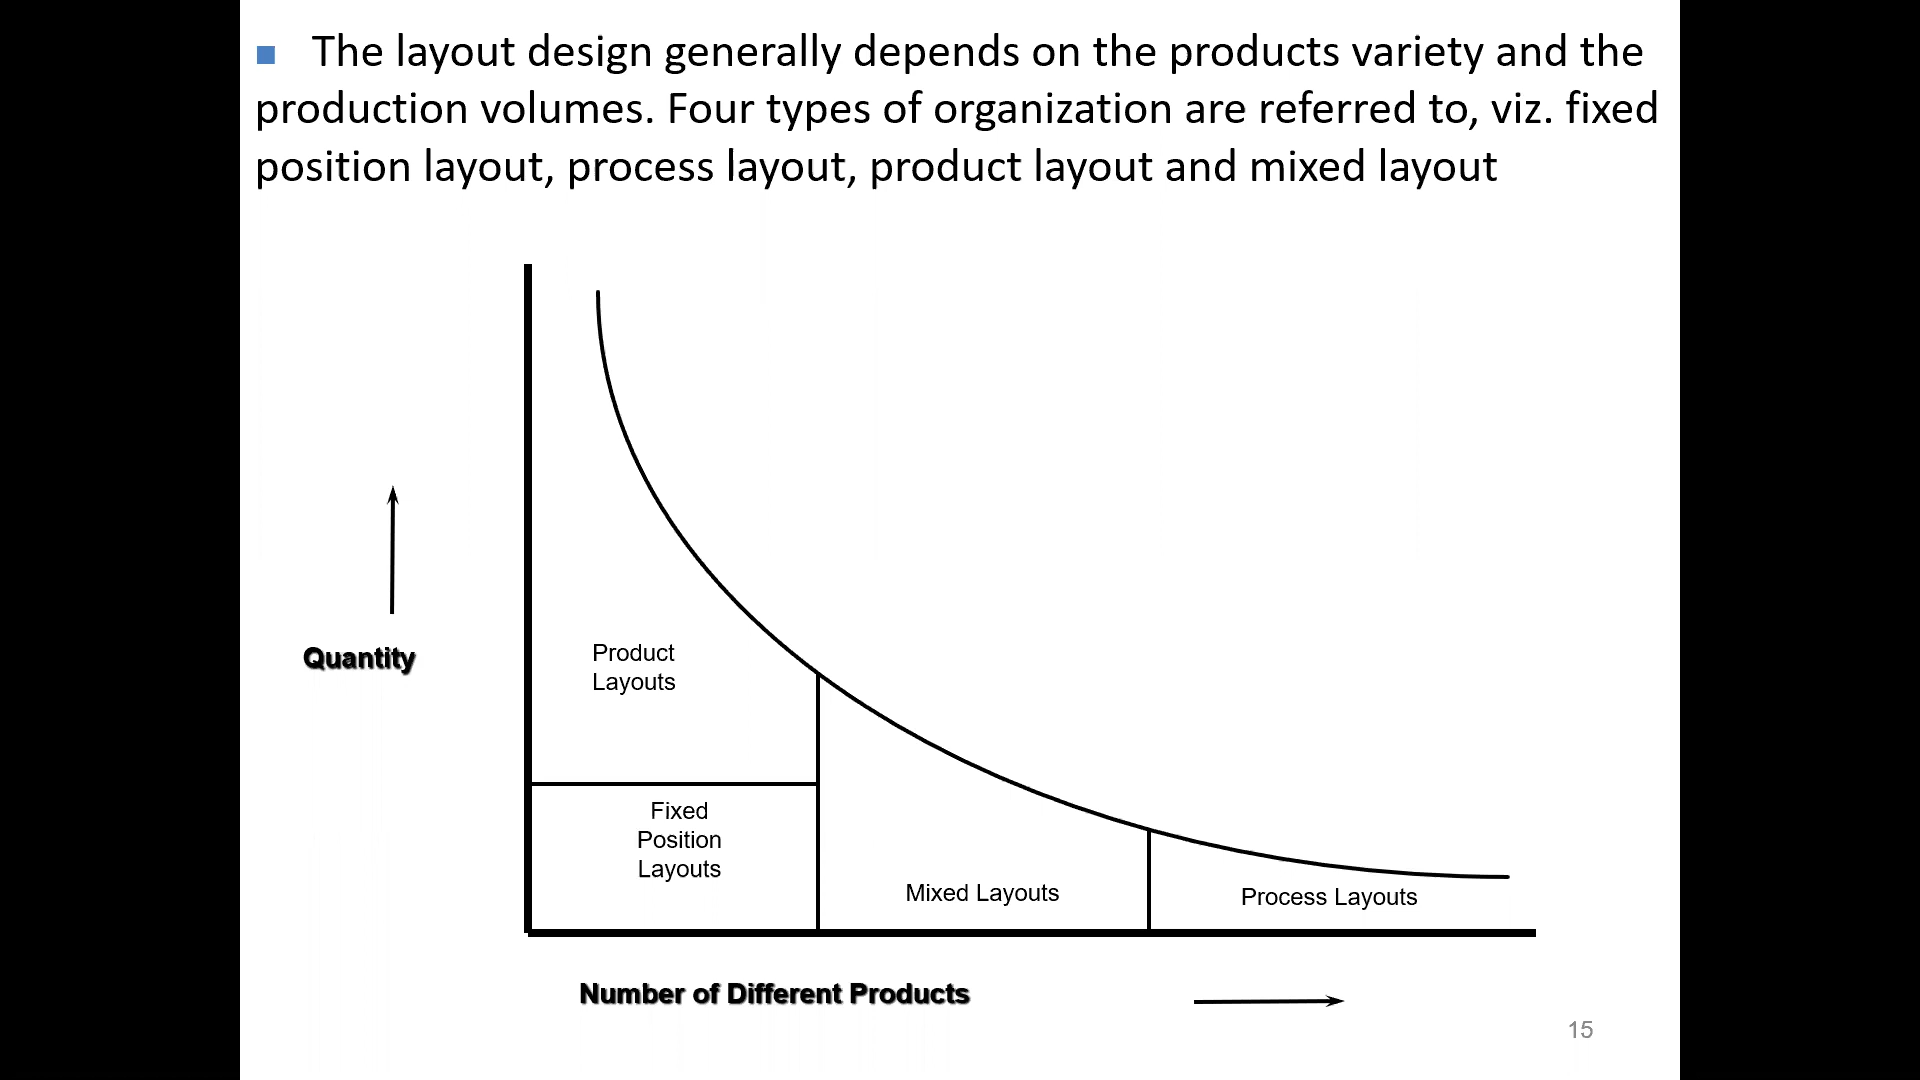 The layout design generally depends on the products variety and the
production volumes. Four types of organization are referred to, viz. fixed
position layout, process layout, product layout and mixed layout
Quantity
Product
Layouts
Fixed
Position
Layouts
Mixed Layouts
Process Layouts
Number of Different Products
15